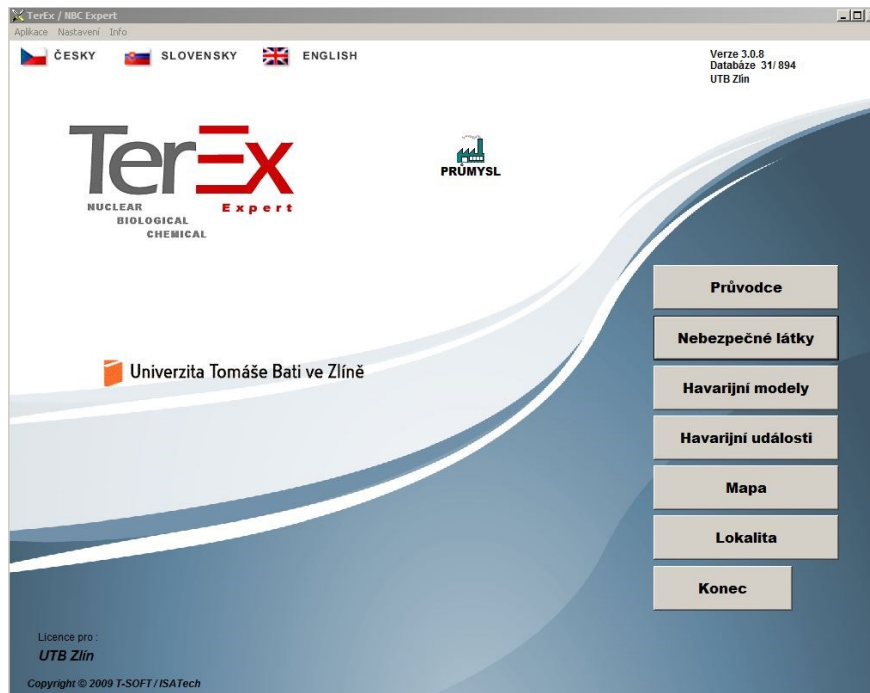 TerEx / NBC Expert
Aplikace Nastavení Info
ČESKY SLOVENSKY ENGLISH
Verze 3.0.8
Databáze 31/ 894
UTB Zlín
TerEx
NUCLEAR Expert
BIOLOGICAL
CHEMICAL
PRŮMYSL
Průvodce
Nebezpečné látky
Univerzita Tomáše Bati ve Zlíně
Havarijní modely
Havarijní události
Mapa
Lokalita
Konec
Licence pro :
UTB Zlín
Copyright © 2009 T-SOFT / ISATech